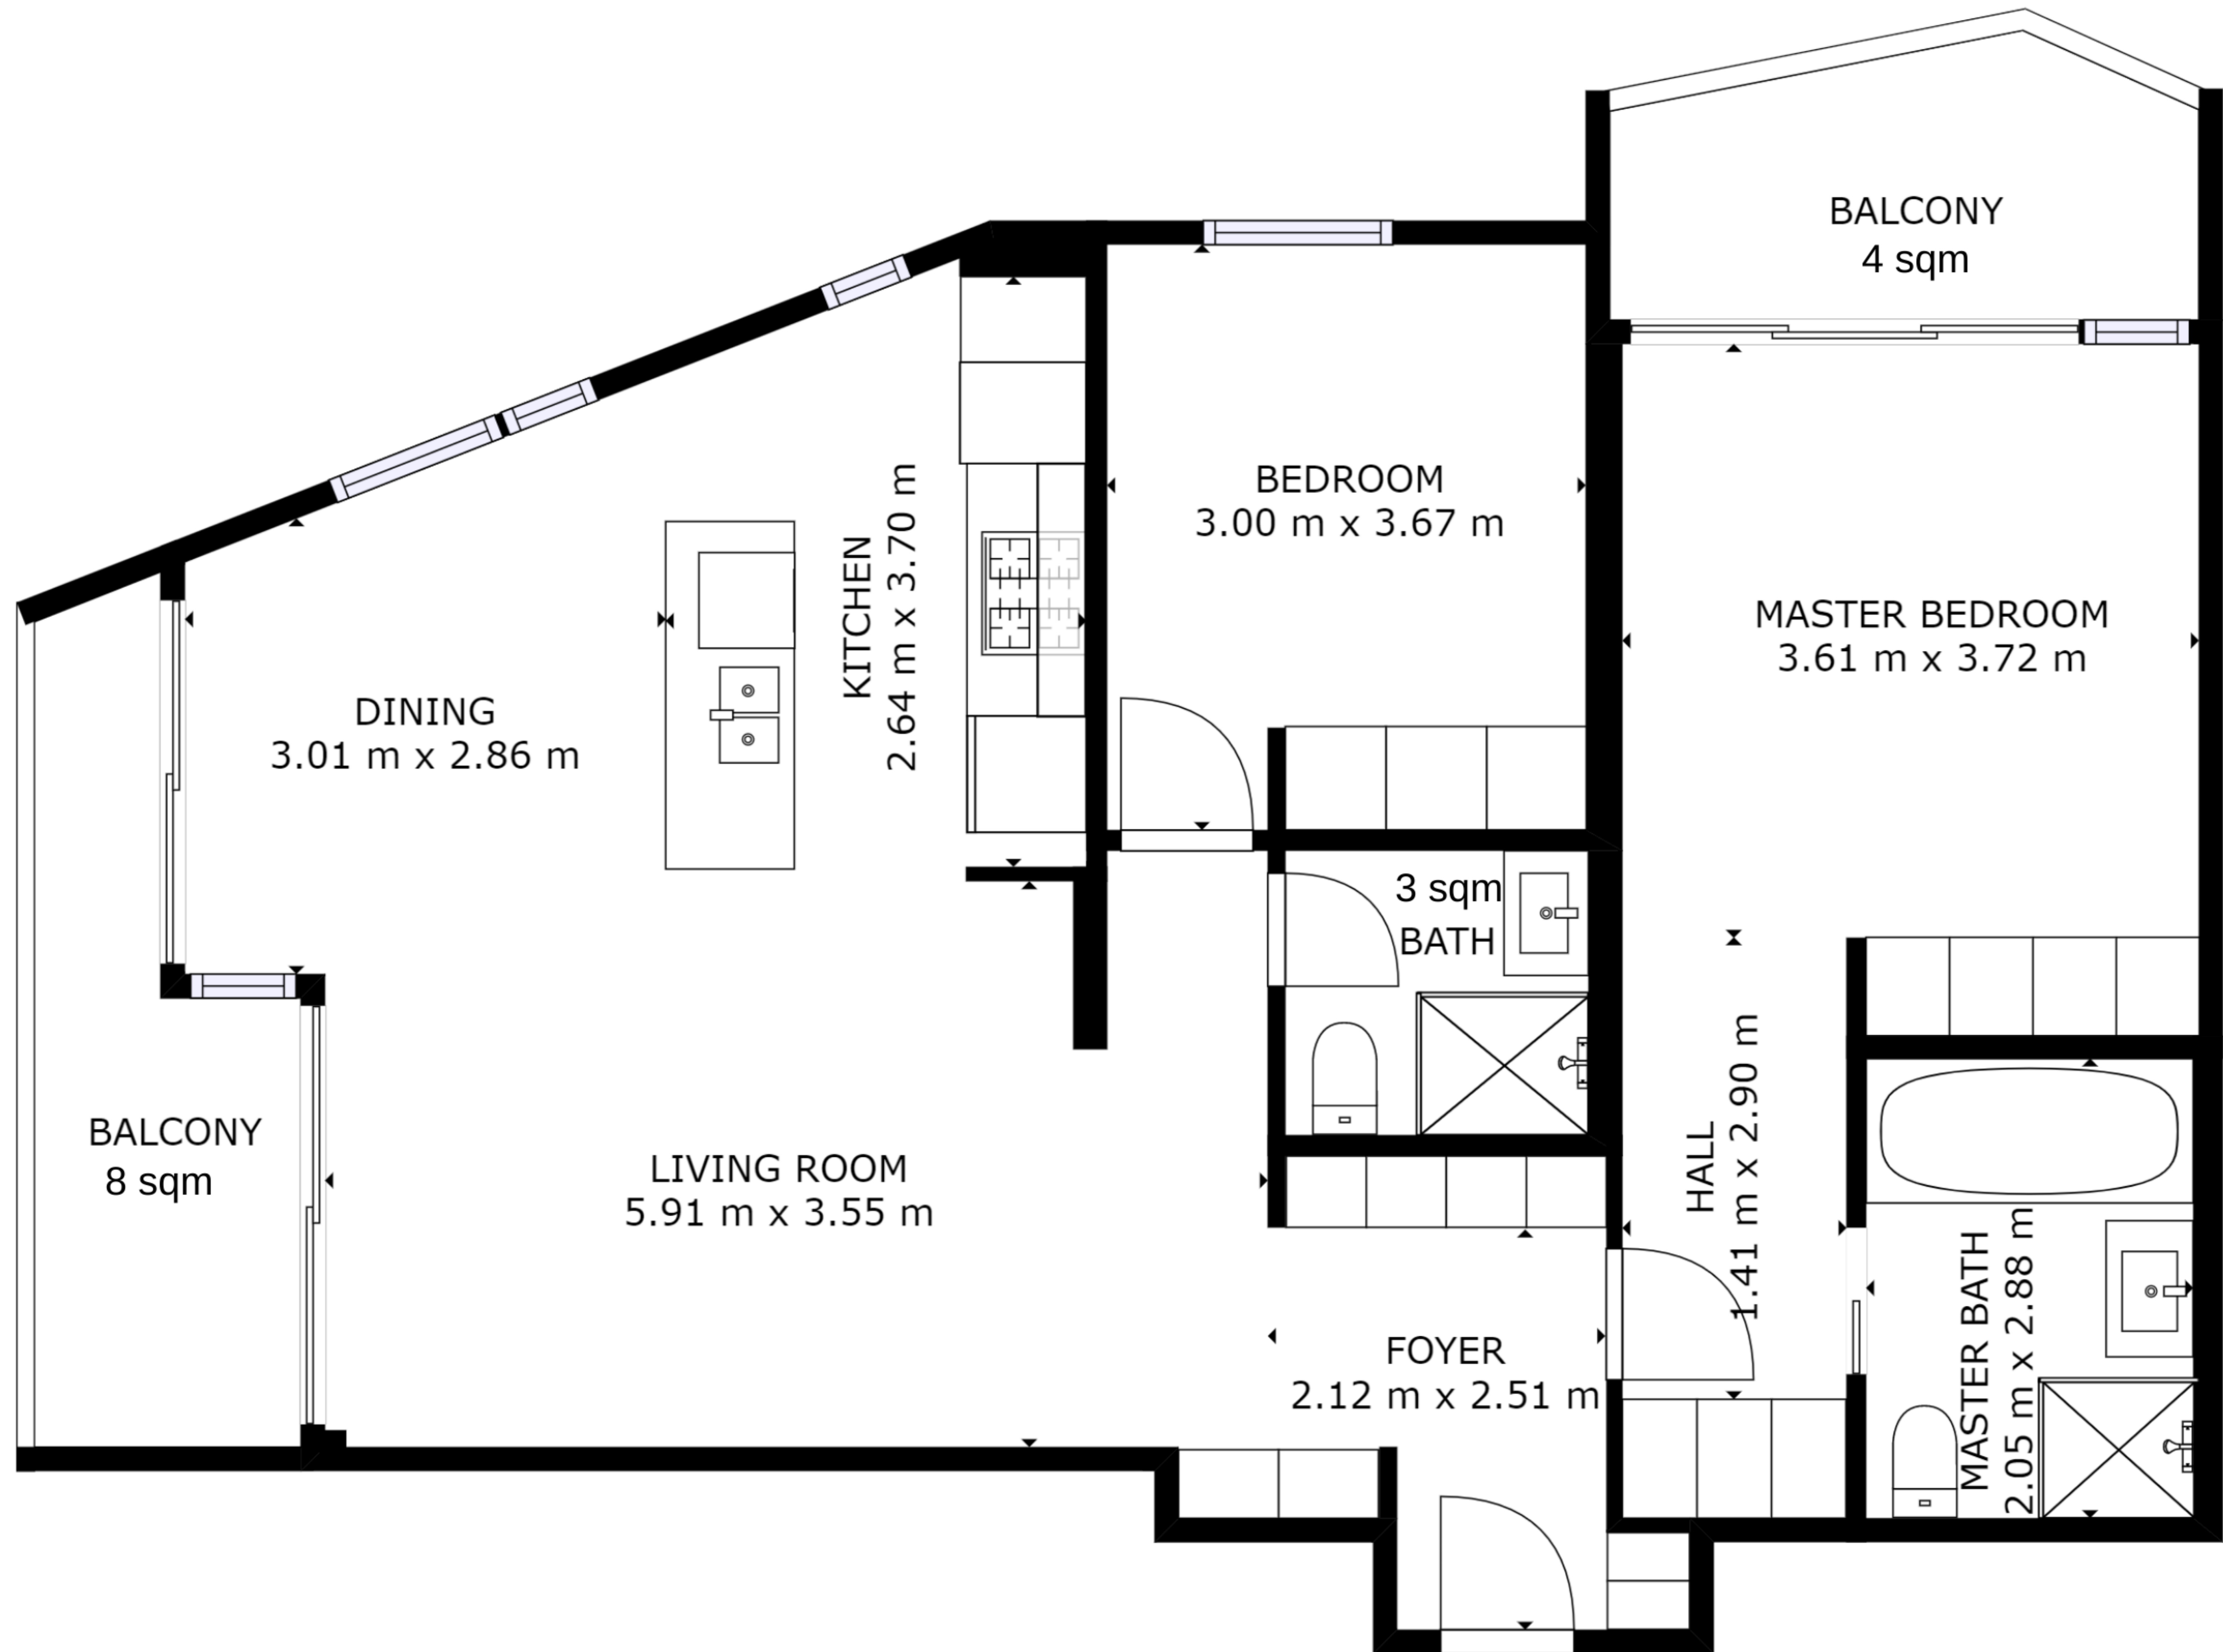 BALCONY
4 sqm
BEDROOM
3.00 m x 3.67 m
KITCHEN
2.64 m x 3.70 m
MASTER BEDROOM
3.61 m x 3.72 m
DINING
3.01 m x 2.86 m
3 sqm
BATH
BALCONY
8 sqm
LIVING ROOM
5.91 m x 3.55 m
HALL
1.41 m x 2.90 m
FOYER
2.12 m x 2.51 m
MASTER BATH
2.05 m x 2.88 m